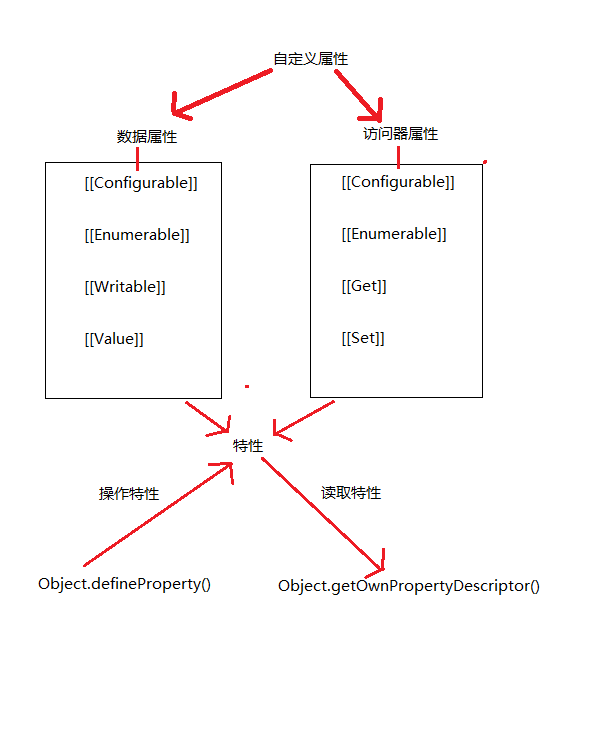 自定义属性
数据属性
访问器属性
[[Configurable]]
[[Enumerable]]
[[Writable]]
[[Value]]
[[Configurable]]
[[Enumerable]]
[[Get]]
[[Set]]
特性
操作特性
读取特性
Object.defineProperty()
Object.getOwnPropertyDescriptor()